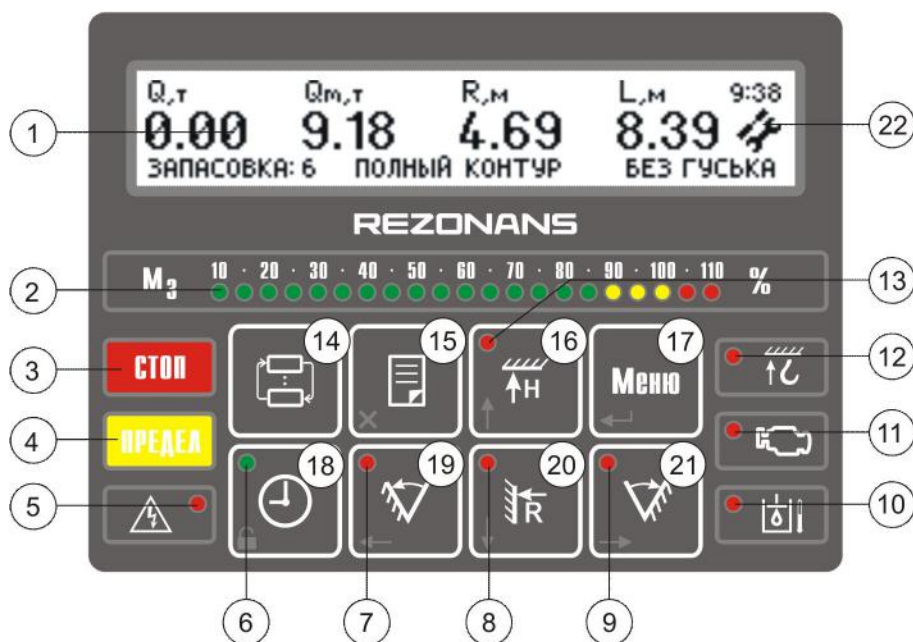 Q,т Qm,т R,м L,м 9:38
1 0.00 9.18 4.69 8.39 22
ЗАПАСОВКА: 6 ПОЛНЫЙ КОНТУР БЕЗ ГУСЬКА
REZONANS
10 · 20 · 30 · 40 · 50 · 60 · 70 · 80 · 90 · 100 · 110
2 МЗ % 13
3 СТОП 14 15 16 17 12
H Меню
4 ПРЕДЕЛ 11
18 19 20 21
5 R 10
6 7 8 9